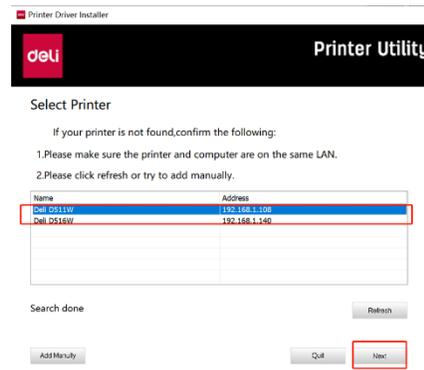 Printer Driver Installer
deli
Printer Utility
Select Printer
If your printer is not found,confirm the following:
1.Please make sure the printer and computer are on the same LAN.
2.Please click refresh or try to add manually.
Name Address
Deli D511W 192.168.1.108
Deli D516W 192.168.1.140
Search done
Refresh
Add Manully Quit Next